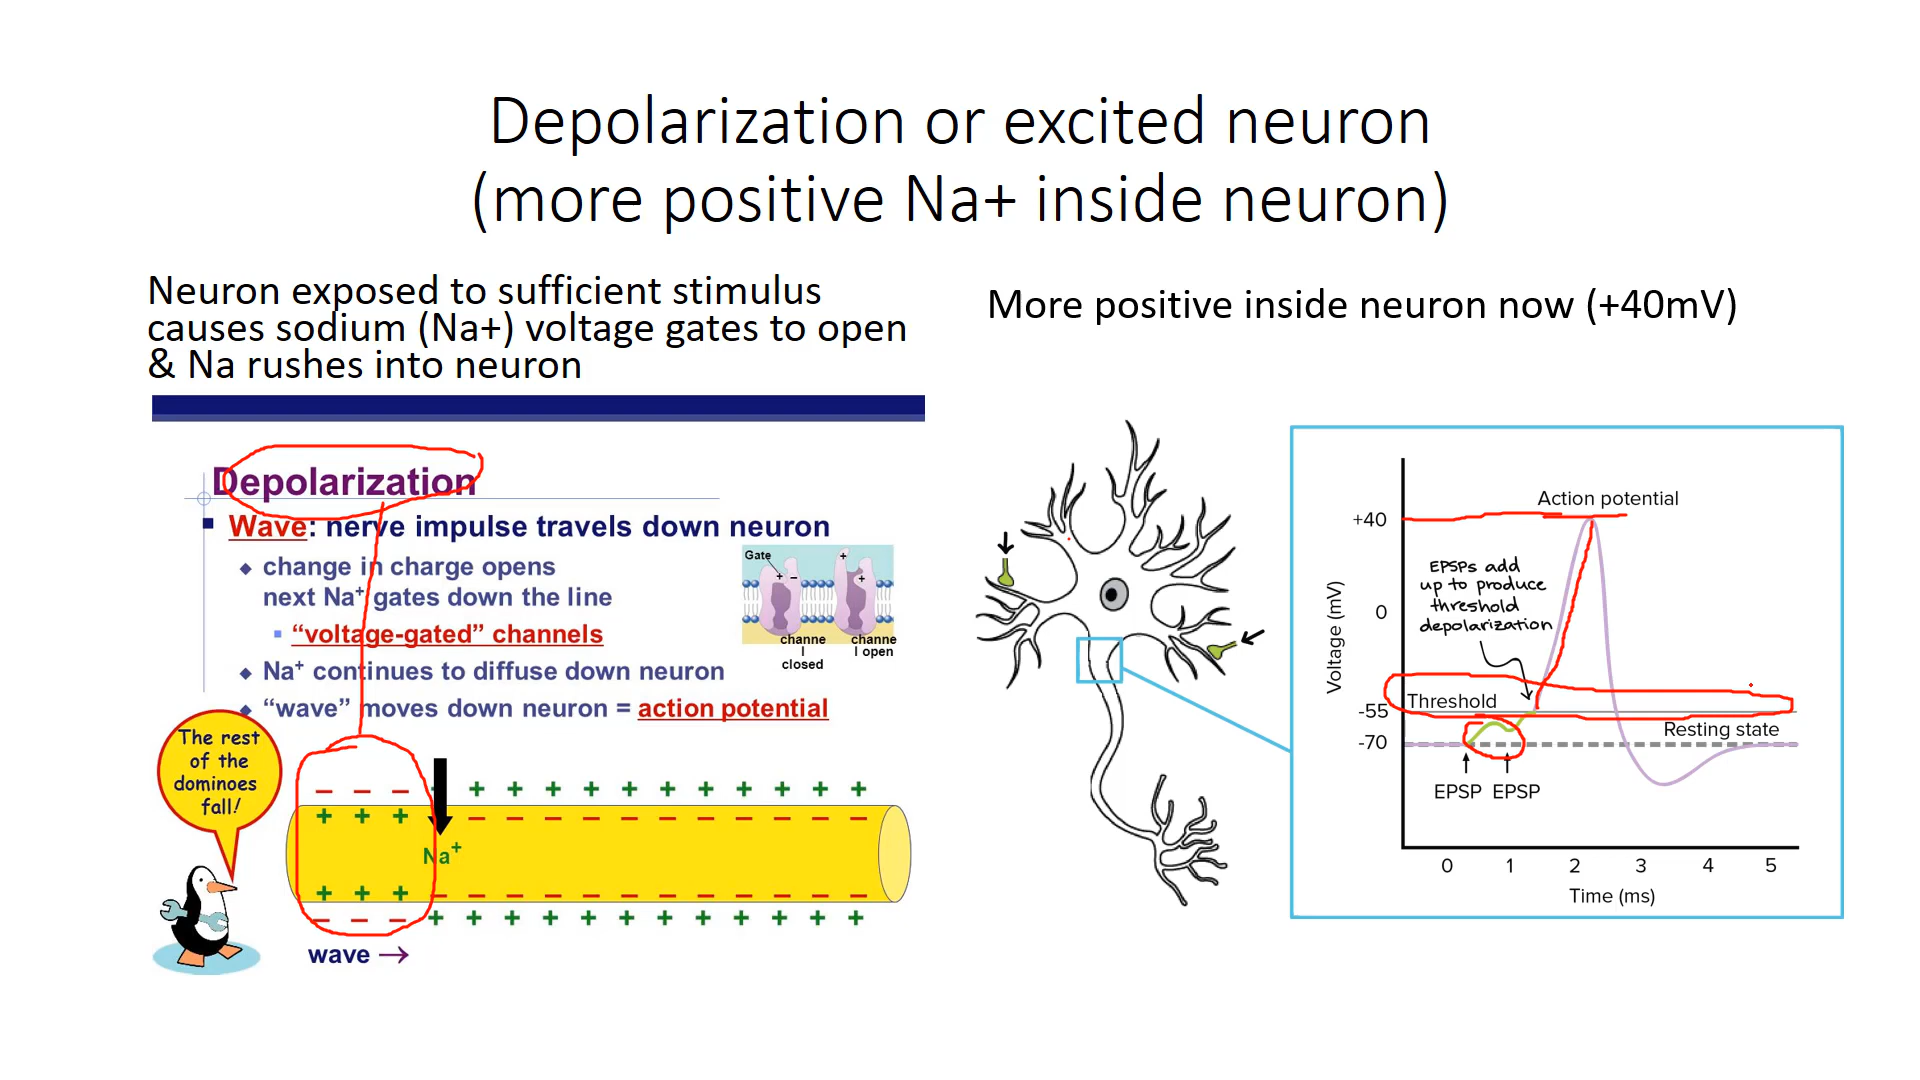 Depolarization or excited neuron
(more positive Na+ inside neuron)
Neuron exposed to sufficient stimulus
causes sodium (Na+) voltage gates to open
& Na rushes into neuron
More positive inside neuron now (+40mV)
Depolarization
Wave: nerve impulse travels down neuron
change in charge opens
next Na+ gates down the line
"voltage-gated" channels
Na+ continues to diffuse down neuron
"wave" moves down neuron = action potential
Gate
+ −
+
+
channe
l
closed
channe
l open
The rest
of the
dominoes
fall!
− − − + + + + + + + + + + + +
+ + + − − − − − − − − − − −
Na+
+ + + − − − − − − − − − − − −
− − − + + + + + + + + + + + +
wave →
Action potential
+40
EPSPs add
up to produce
threshold
depolarization
0
Voltage (mV)
Threshold
-55
Resting state
-70
EPSP EPSP
0 1 2 3 4 5
Time (ms)